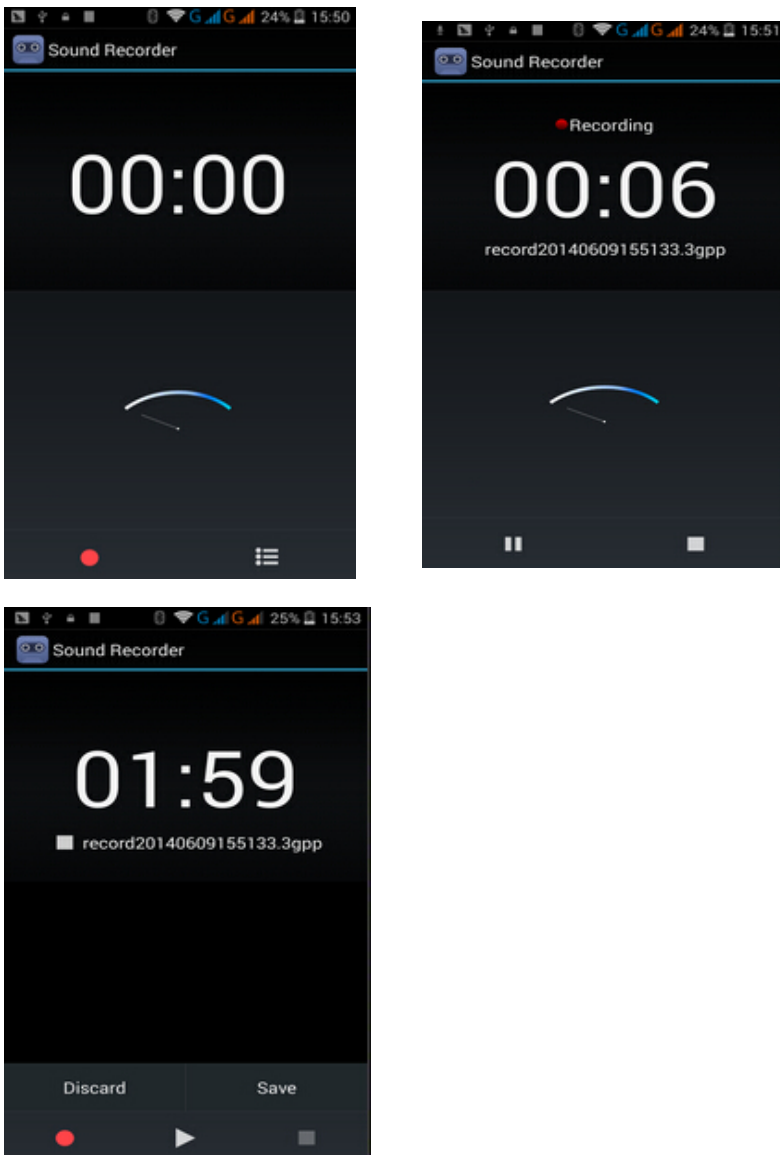 G G 24% 15:50
Sound Recorder
00:00
G G 24% 15:51
Sound Recorder
Recording
00:06
record20140609155133.3gpp
G G 25% 15:53
Sound Recorder
01:59
record20140609155133.3gpp
Discard Save